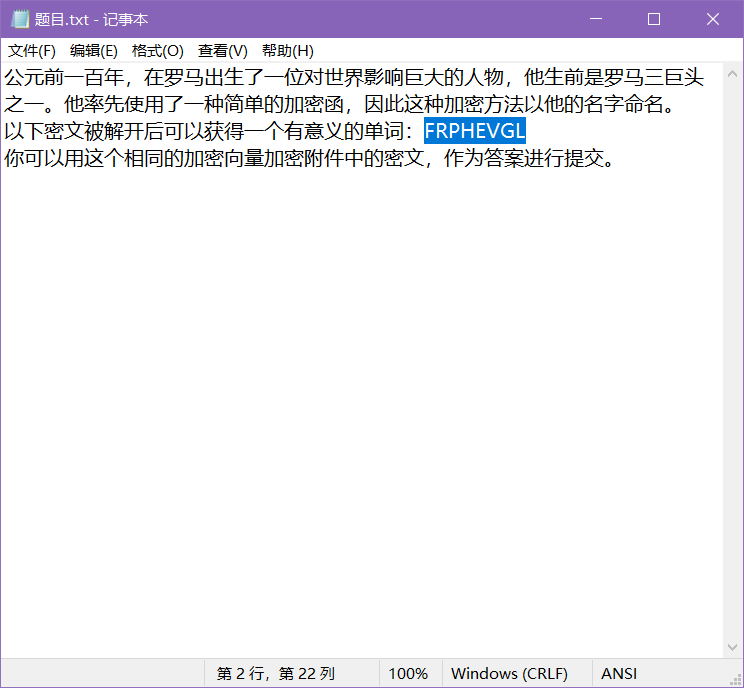 题目.txt - 记事本
文件(F) 编辑(E) 格式(O) 查看(V) 帮助(H)
公元前一百年，在罗马出生了一位对世界影响巨大的人物，他生前是罗马三巨头
之一。他率先使用了一种简单的加密函，因此这种加密方法以他的名字命名。
以下密文被解开后可以获得一个有意义的单词：FRPHEVGL
你可以用这个相同的加密向量加密附件中的密文，作为答案进行提交。
第 2 行，第 22 列 100% Windows (CRLF) ANSI